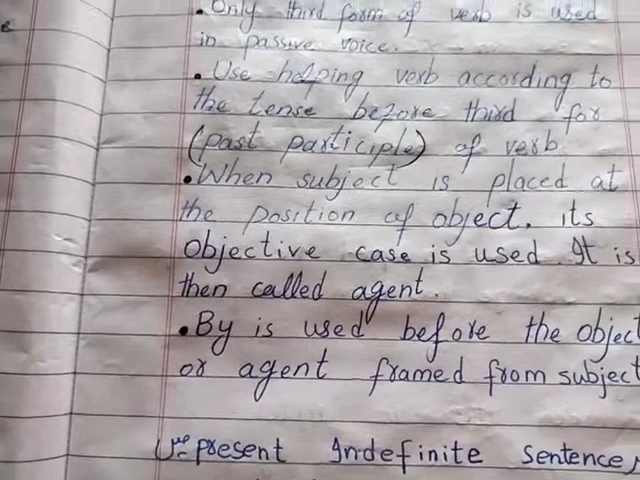 • Only third form of verb is used
in passive voice.
• Use helping verb according to
the tense before third for
(past participle) of verb
• When subject is placed at
the position of object, its
objective case is used. It is
then called agent.
• By is used before the object
or agent framed from subject
present Indefinite sentence